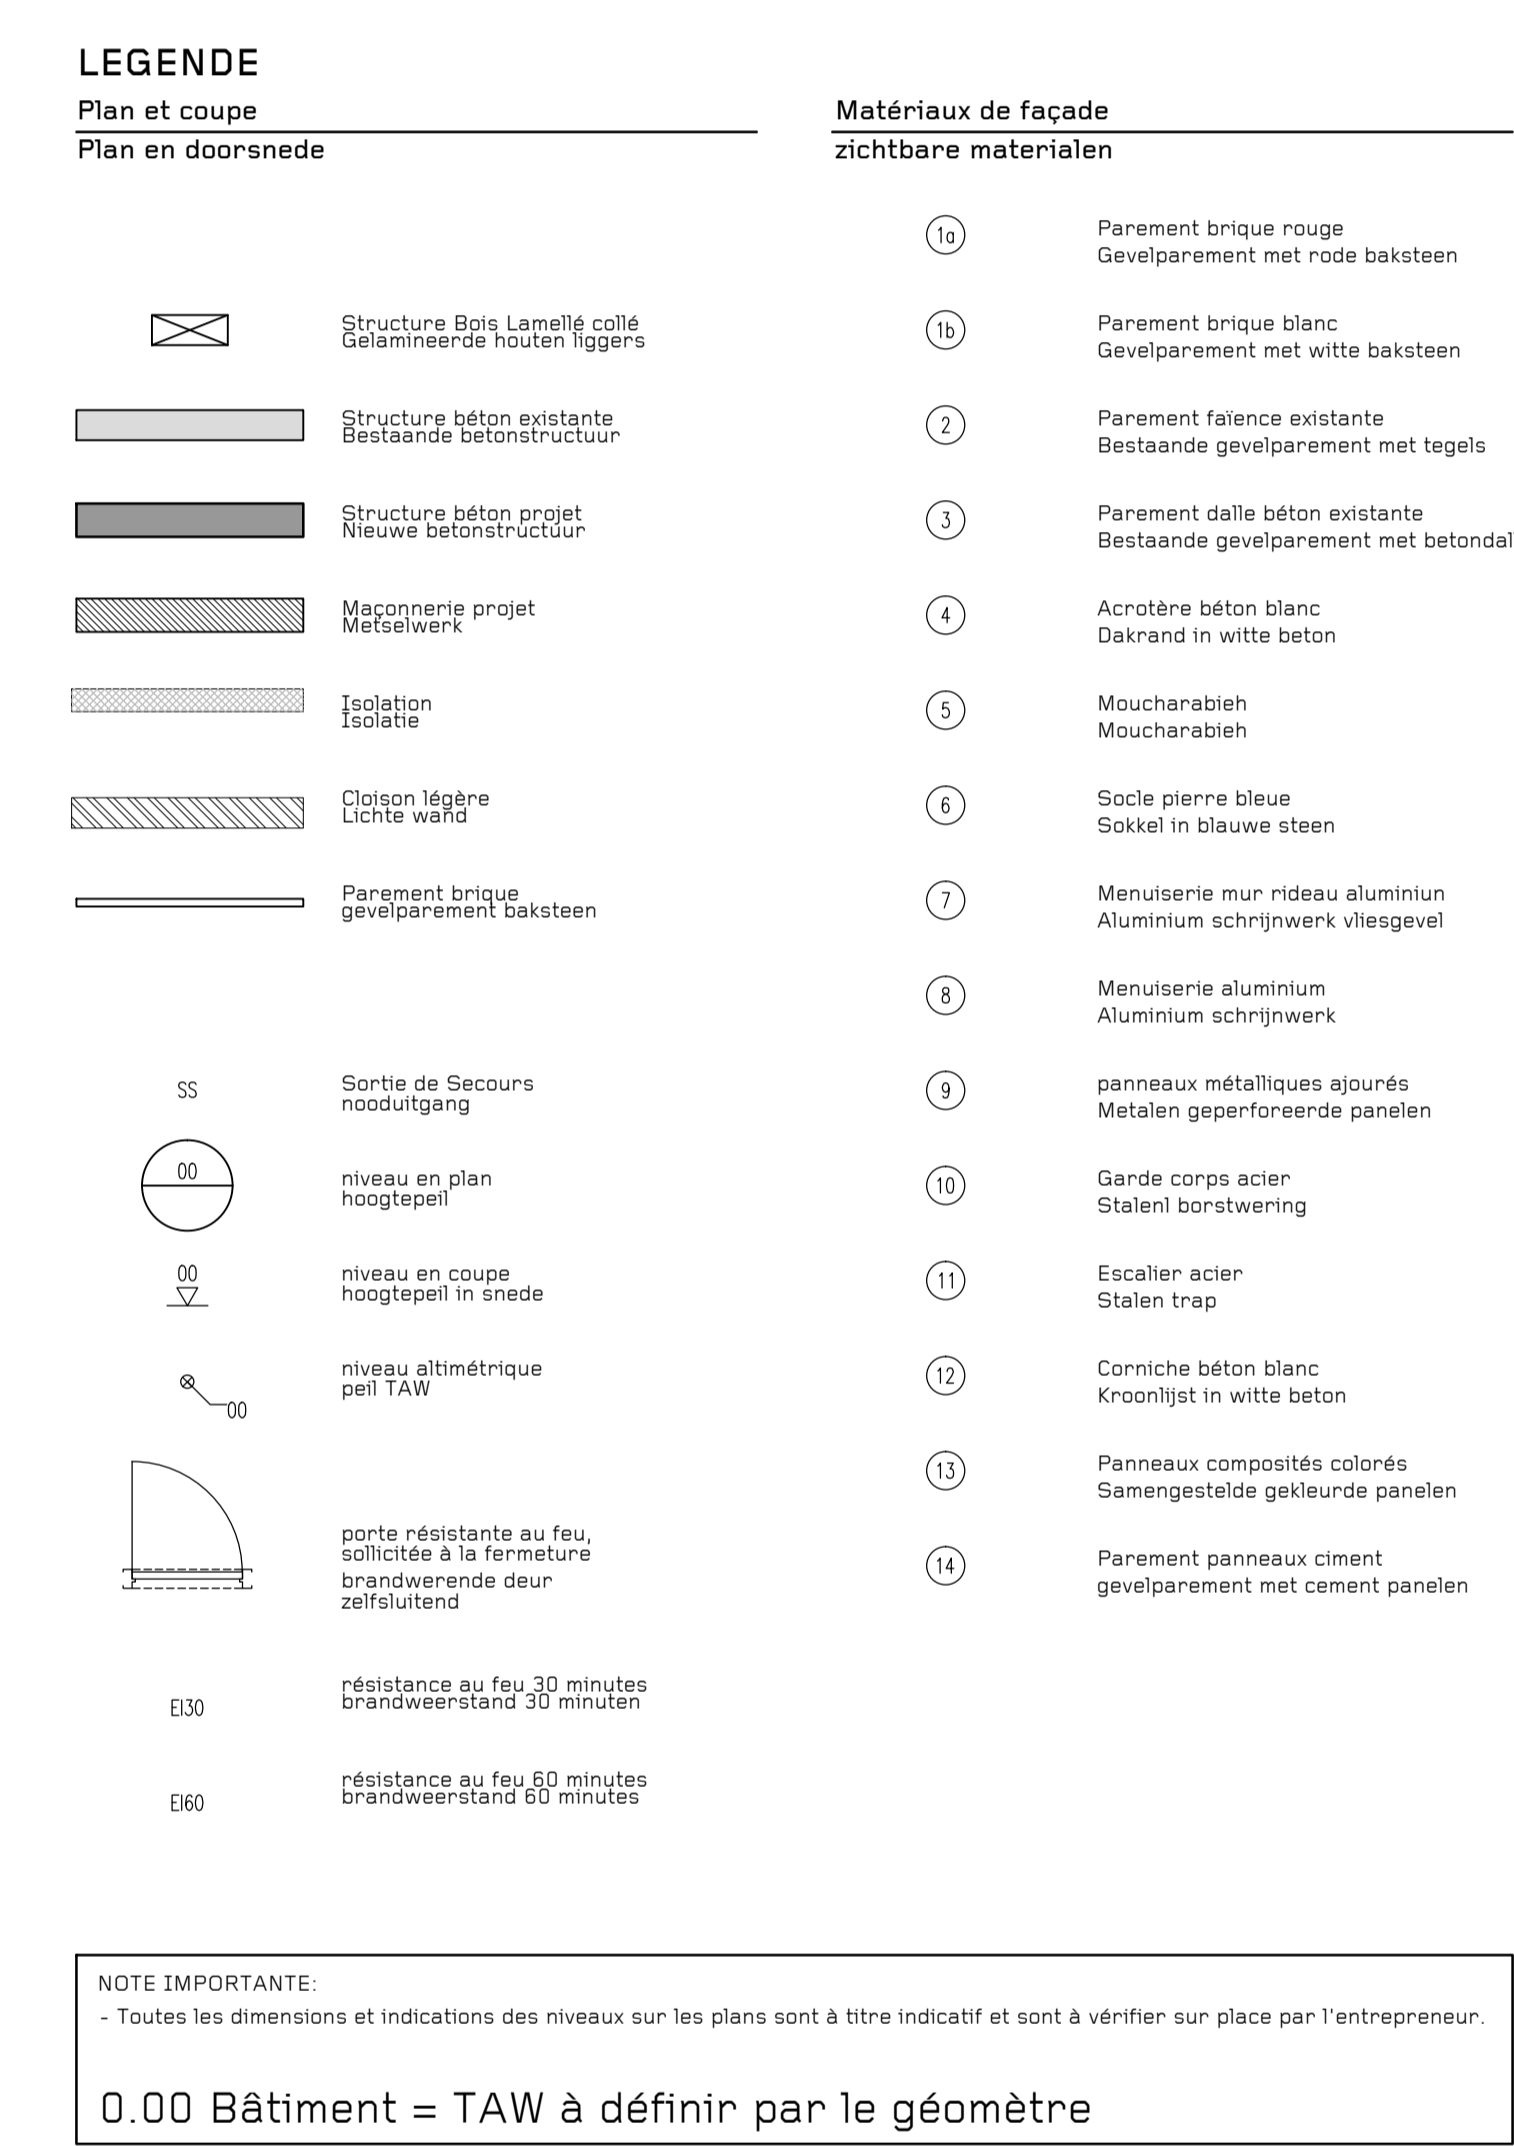 LEGENDE
Plan et coupe
Plan en doorsnede
Structure Bois Lamellé collé
Gelamineerde houten liggers
Structure béton existante
Bestaande betonstructuur
Structure béton projet
Nieuwe betonstructuur
Maçonnerie projet
Metselwerk
Isolation
Isolatie
Cloison légère
Lichte wand
Parement brique
gevelparement baksteen
SS
Sortie de Secours
nooduitgang
00
niveau en plan
hoogtepeil
00
niveau en coupe
hoogtepeil in snede
niveau altimétrique
peil TAW
00
porte résistante au feu,
sollicitée à la fermeture
brandwerende deur
zelfsluitend
EI30
résistance au feu 30 minutes
brandweerstand 30 minuten
EI60
résistance au feu 60 minutes
brandweerstand 60 minutes
Matériaux de façade
zichtbare materialen
1a
Parement brique rouge
Gevelparement met rode baksteen
1b
Parement brique blanc
Gevelparement met witte baksteen
2
Parement faïence existante
Bestaande gevelparement met tegels
3
Parement dalle béton existante
Bestaande gevelparement met
4
Acrotère béton blanc
Dakrand in witte beton
5
Moucharabieh
Moucharabieh
6
Socle pierre bleue
Sokkel in blauwe steen
7
Menuiserie mur rideau aluminiun
Aluminium schrijnwerk vliesgevel
8
Menuiserie aluminium
Aluminium schrijnwerk
9
panneaux métalliques ajourés
Metalen geperforeerde panelen
10
Garde corps acier
Stalenl borstwering
11
Escalier acier
Stalen trap
12
Corniche béton blanc
Kroonlijst in witte beton
13
Panneaux composités colorés
Samengestelde gekleurde panelen
14
Parement panneaux ciment
gevelparement met cement panelen
NOTE IMPORTANTE:
- Toutes les dimensions et indications des niveaux sur les plans sont à titre indicatif et sont à vérifier sur place par l'entrepreneur.
0.00 Bâtiment = TAW à définir par le géomètre